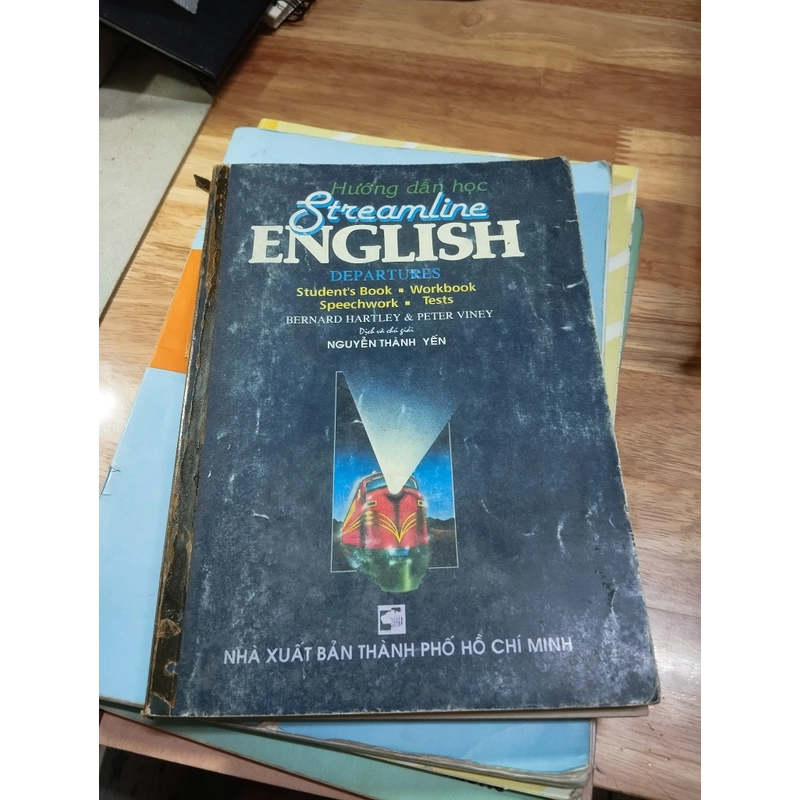 Hướng dẫn học
Streamline
ENGLISH
DEPARTURES
Student's Book ▪ Workbook
Speechwork ▪ Tests
BERNARD HARTLEY & PETER VINEY
Dịch và chú giải
NGUYỄN THÀNH YẾN
NHÀ XUẤT BẢN THÀNH PHỐ HỒ CHÍ MINH